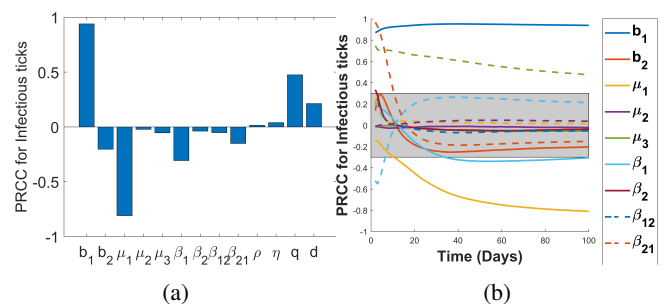 (a)
PRCC for Infectious ticks
1
0.5
0
-0.5
-1
b₁ b₂ μ₁ μ₂ μ₃ β₁ β₂ β₁₂ β₂₁ ρ η q d
(a)
(b)
PRCC for Infectious ticks
1
0.8
0.6
0.4
0.2
0
-0.2
-0.4
-0.6
-0.8
-1
0 20 40 60 80 100
Time (Days)
b₁
b₂
μ₁
μ₂
μ₃
β₁
β₂
β₁₂
β₂₁
(b)